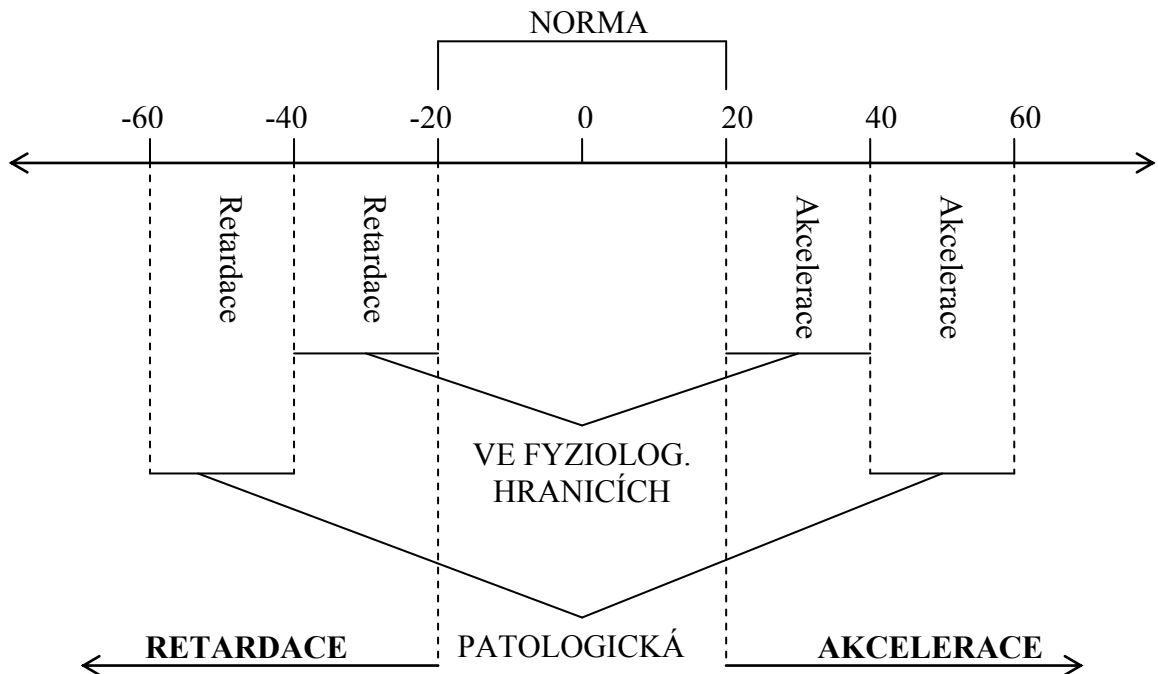 NORMA
-60 -40 -20 0 20 40 60
Retardace
Retardace
Akcelerace
Akcelerace
VE FYZIOLOG.
HRANICÍCH
RETARDACE PATOLOGICKÁ AKCELERACE